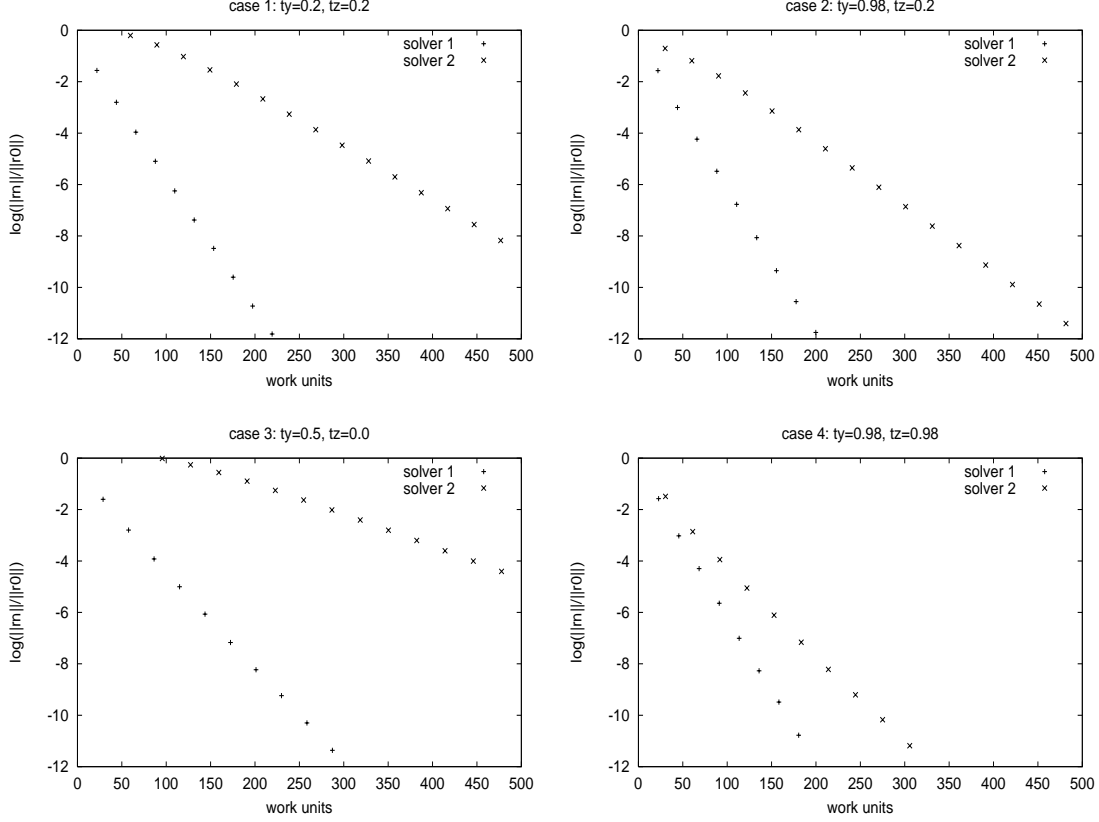 case 1: ty=0.2, tz=0.2
0
-2
-4
-6
-8
-10
-12
log(||rn||/||r0||)
solver 1
solver 2
0 50 100 150 200 250 300 350 400 450 500
work units
case 2: ty=0.98, tz=0.2
0
-2
-4
-6
-8
-10
-12
log(||rn||/||r0||)
solver 1
solver 2
0 50 100 150 200 250 300 350 400 450 500
work units
case 3: ty=0.5, tz=0.0
0
-2
-4
-6
-8
-10
-12
log(||rn||/||r0||)
solver 1
solver 2
0 50 100 150 200 250 300 350 400 450 500
work units
case 4: ty=0.98, tz=0.98
0
-2
-4
-6
-8
-10
-12
log(||rn||/||r0||)
solver 1
solver 2
0 50 100 150 200 250 300 350 400 450 500
work units